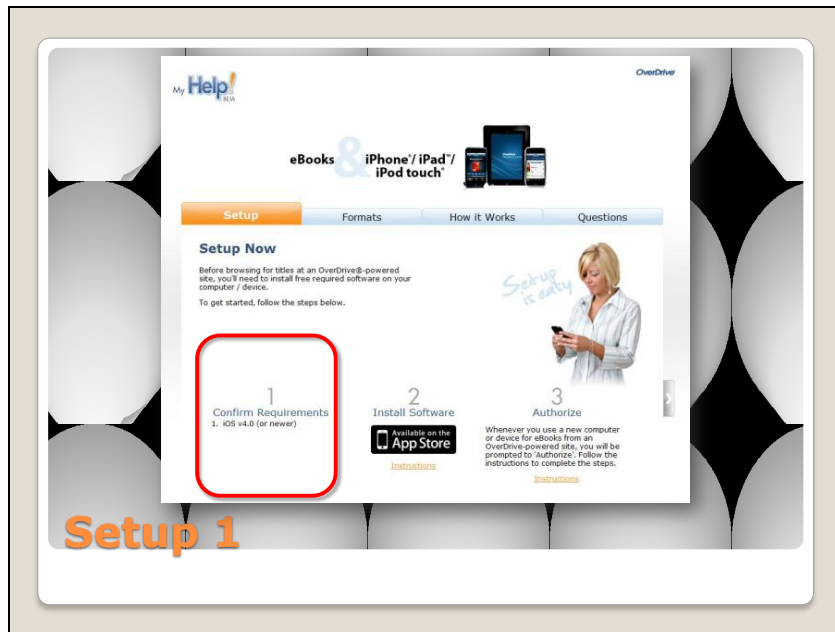 My Help!
BETA
OverDrive
eBooks & iPhone®/ iPad™/
iPod touch®
Setup
Formats
How it Works
Questions
Setup Now
Before browsing for titles at an OverDrive®-powered
site, you'll need to install free required software on your
computer / device.
To get started, follow the steps below.
Setup
is easy
1
Confirm Requirements
1. iOS v4.0 (or newer)
2
Install Software
Available on the
App Store
Instructions
3
Authorize
Whenever you use a new computer
or device for eBooks from an
OverDrive-powered site, you will be
prompted to 'Authorize'. Follow the
instructions to complete the steps.
Instructions
Setup 1